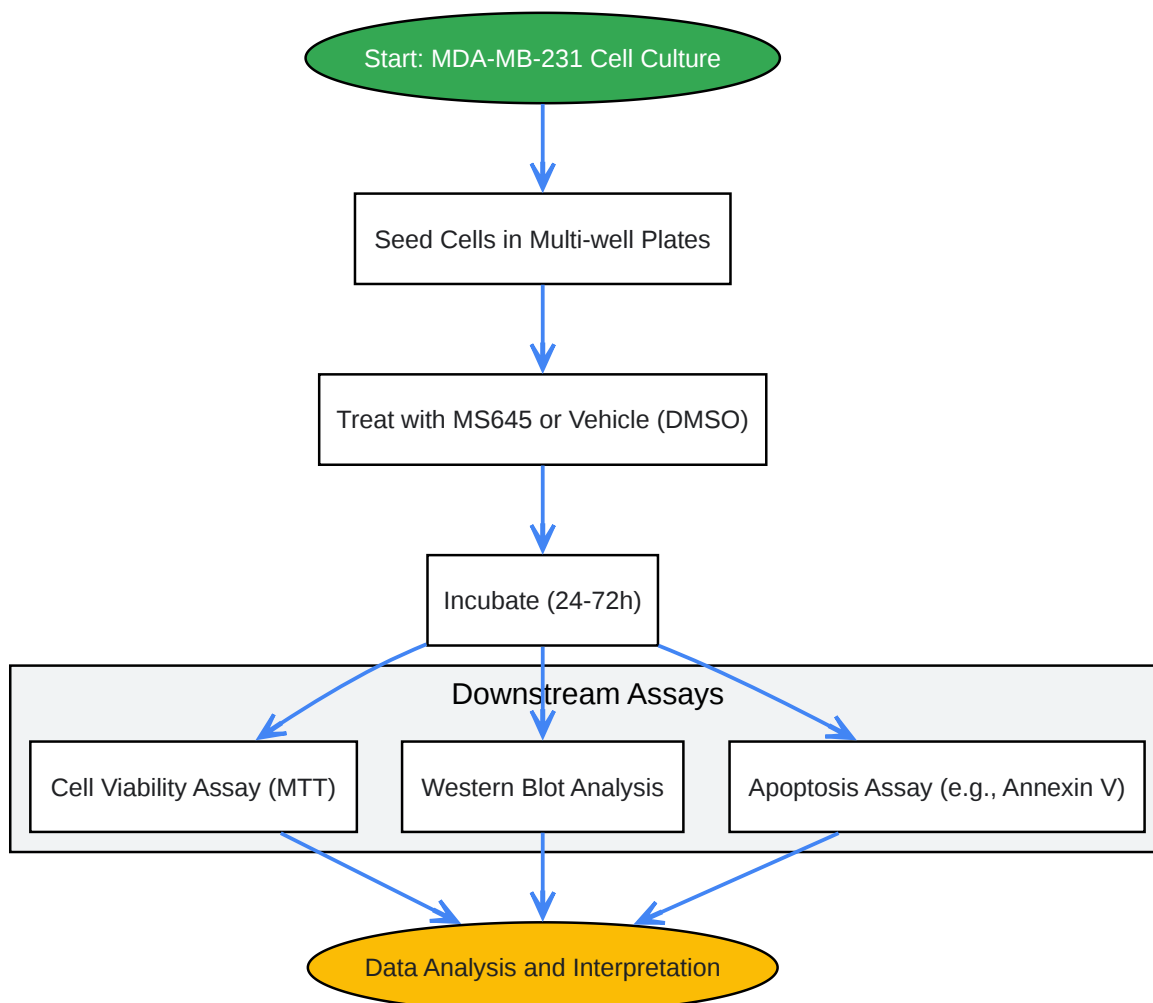 Start: MDA-MB-231 Cell Culture
Seed Cells in Multi-well Plates
Treat with MS645 or Vehicle (DMSO)
Incubate (24-72h)
Downstream Assays
Cell Viability Assay (MTT)
Western Blot Analysis
Apoptosis Assay (e.g., Annexin V)
Data Analysis and Interpretation